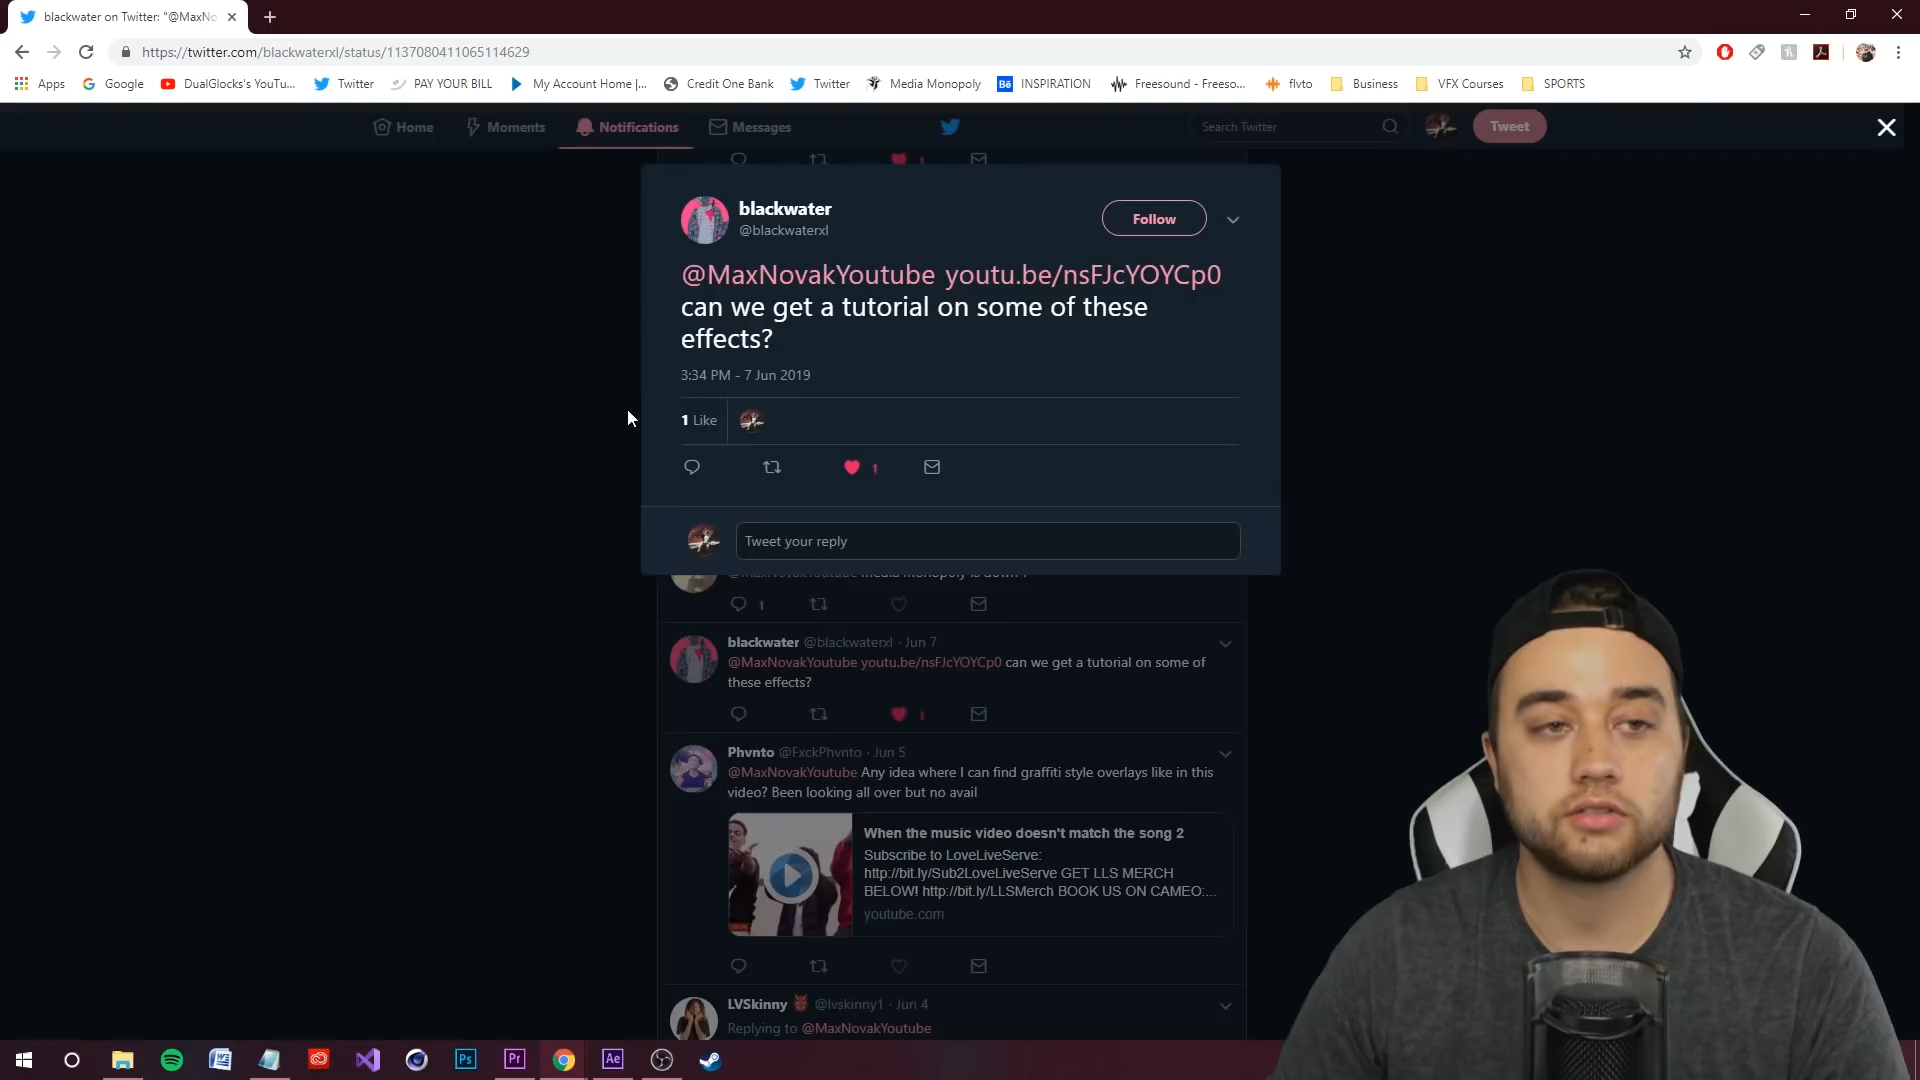 blackwater on Twitter: "@MaxNo
https://twitter.com/blackwaterxl/status/1137080411065114629
Apps Google DualGlocks's YouTu... Twitter PAY YOUR BILL My Account Home |... Credit One Bank Twitter Media Monopoly Bē INSPIRATION Freesound - Freeso... flvto Business VFX Courses SPORTS
Home Moments Notifications Messages Search Twitter Tweet
1
blackwater
@blackwaterxl
Follow
@MaxNovakYoutube youtu.be/nsFJcYOYCp0
can we get a tutorial on some of these
effects?
3:34 PM - 7 Jun 2019
1 Like
1
Tweet your reply
1
blackwater @blackwaterxl · Jun 7
@MaxNovakYoutube youtu.be/nsFJcYOYCp0 can we get a tutorial on some of
these effects?
1
Phvnto @FxckPhvnto · Jun 5
@MaxNovakYoutube Any idea where I can find graffiti style overlays like in this
video? Been looking all over but no avail
When the music video doesn't match the song 2
Subscribe to LoveLiveServe:
http://bit.ly/Sub2LoveLiveServe GET LLS MERCH
BELOW! http://bit.ly/LLSMerch BOOK US ON CAMEO:...
youtube.com
LVSkinny @lvskinny1 · Jun 4
Replying to @MaxNovakYoutube
Ps Pr Ae